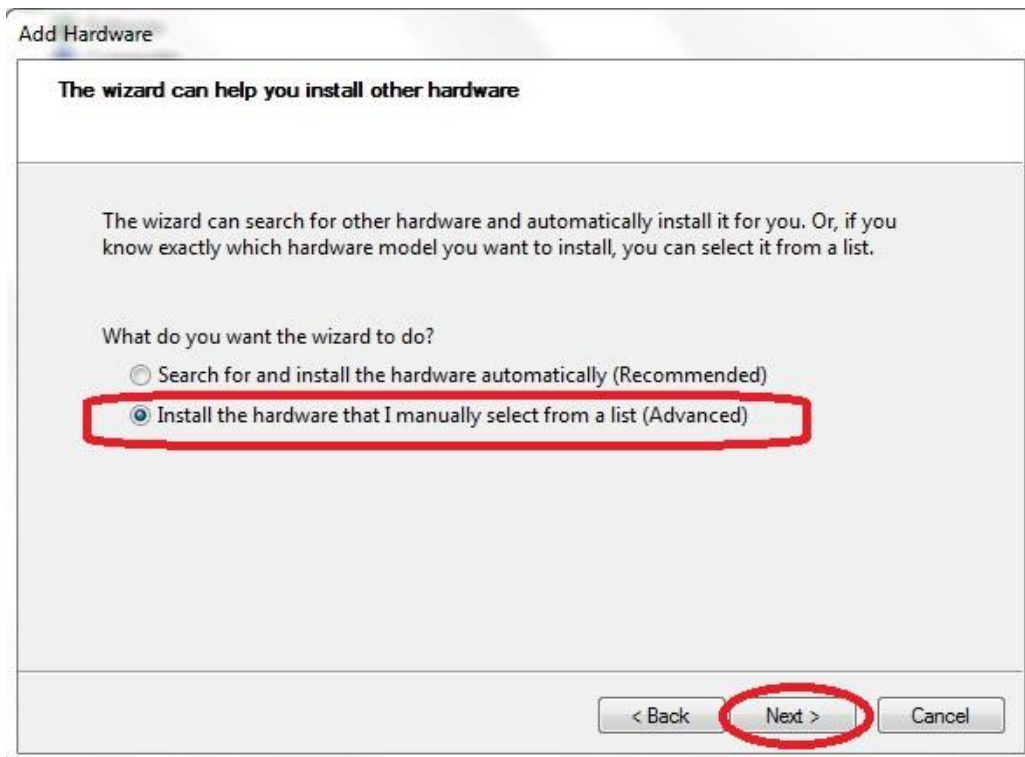 Add Hardware
The wizard can help you install other hardware
The wizard can search for other hardware and automatically install it for you. Or, if you
know exactly which hardware model you want to install, you can select it from a list.
What do you want the wizard to do?
Search for and install the hardware automatically (Recommended)
Install the hardware that I manually select from a list (Advanced)
< Back Next > Cancel